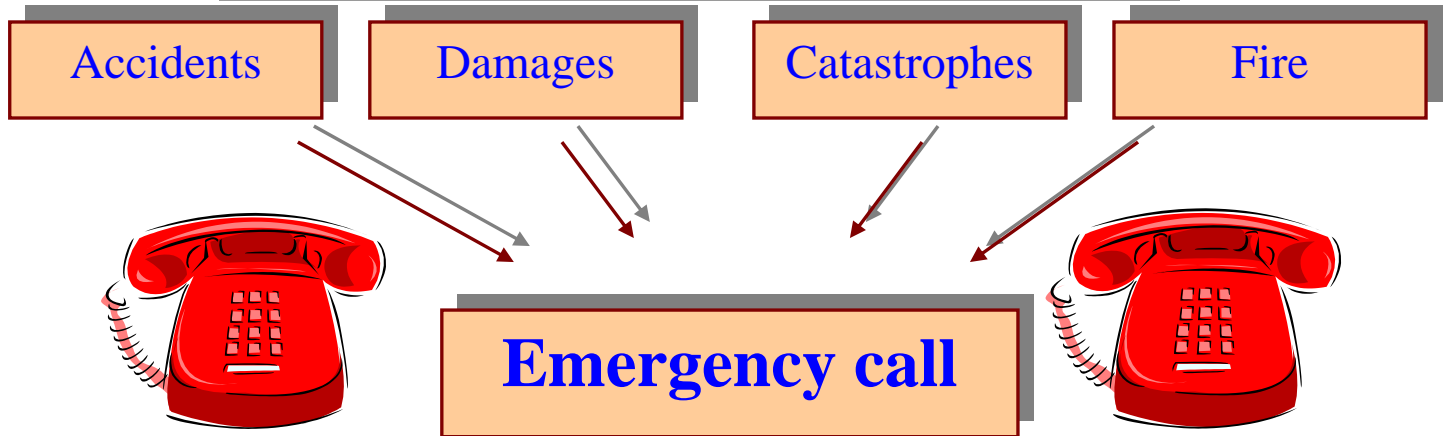 Accidents
Damages
Catastrophes
Fire
Emergency call